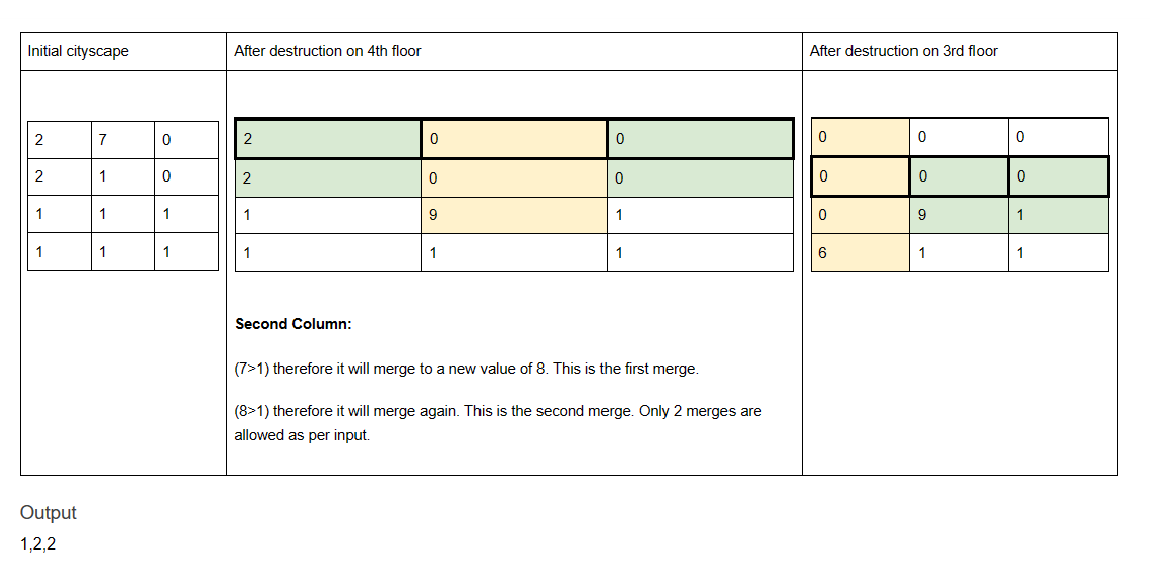 Initial cityscape After destruction on 4th floor After destruction on 3rd floor
2 7 0 2 0 0 0 0 0
2 1 0 2 0 0 0 0 0
1 1 1 1 9 1 0 9 1
1 1 1 1 1 1 6 1 1
Second Column:
(7>1) therefore it will merge to a new value of 8. This is the first merge.
(8>1) therefore it will merge again. This is the second merge. Only 2 merges are
allowed as per input.
Output
1,2,2